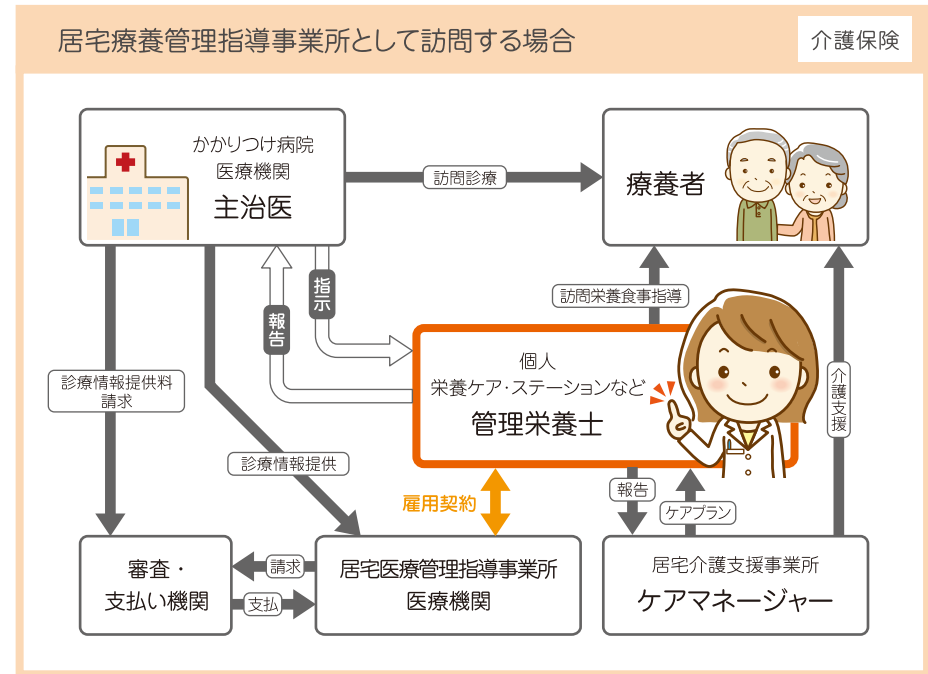 居宅療養管理指導事業所として訪問する場合
介護保険
かかりつけ病院
医療機関
主治医
訪問診療
療養者
指示
報告
訪問栄養食事指導
個人
栄養ケア・ステーションなど
管理栄養士
介護支援
診療情報提供料
請求
診療情報提供
雇用契約
報告
ケアプラン
審査・
支払い機関
請求
支払
居宅医療管理指導事業所
医療機関
居宅介護支援事業所
ケアマネージャー